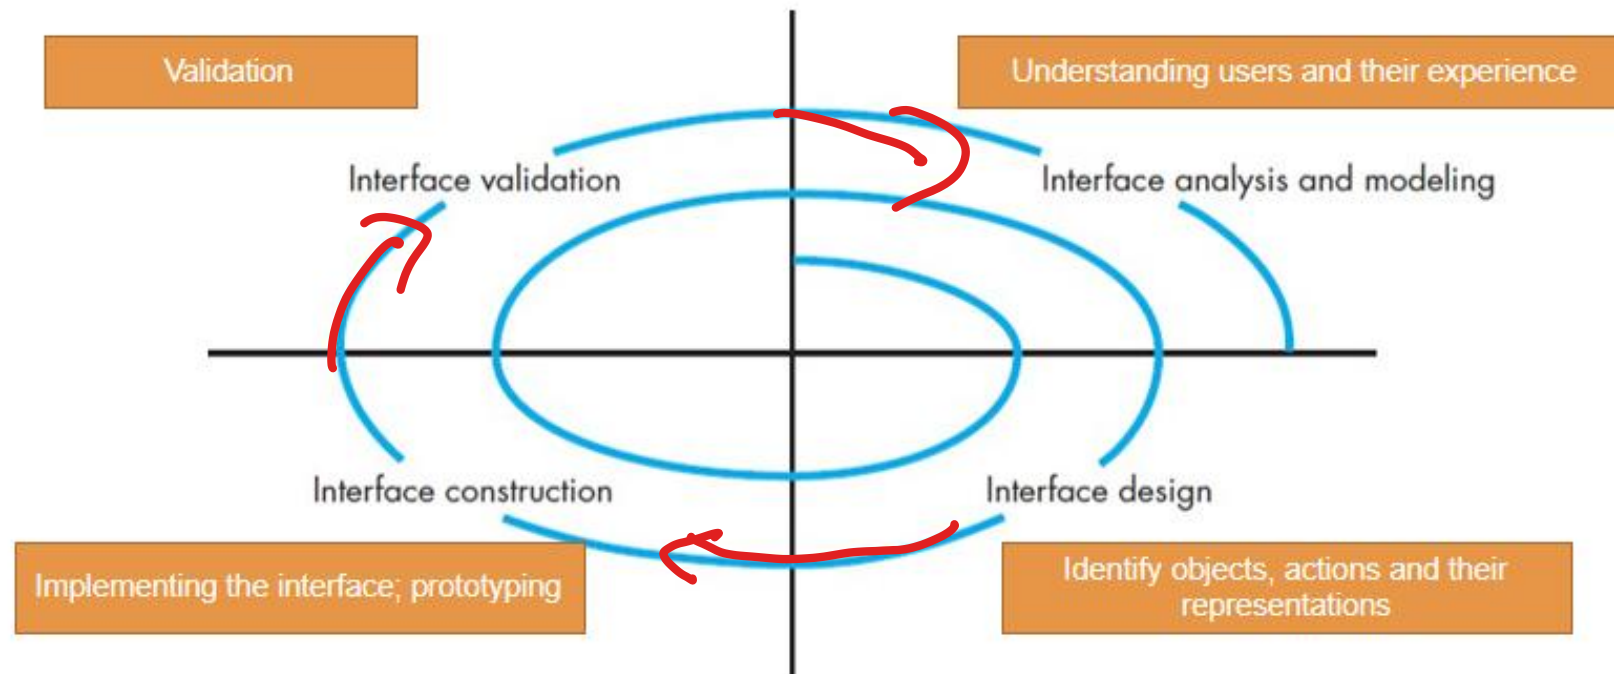 Validation
Understanding users and their experience
Interface validation
Interface analysis and modeling
Interface construction
Interface design
Implementing the interface; prototyping
Identify objects, actions and their
representations